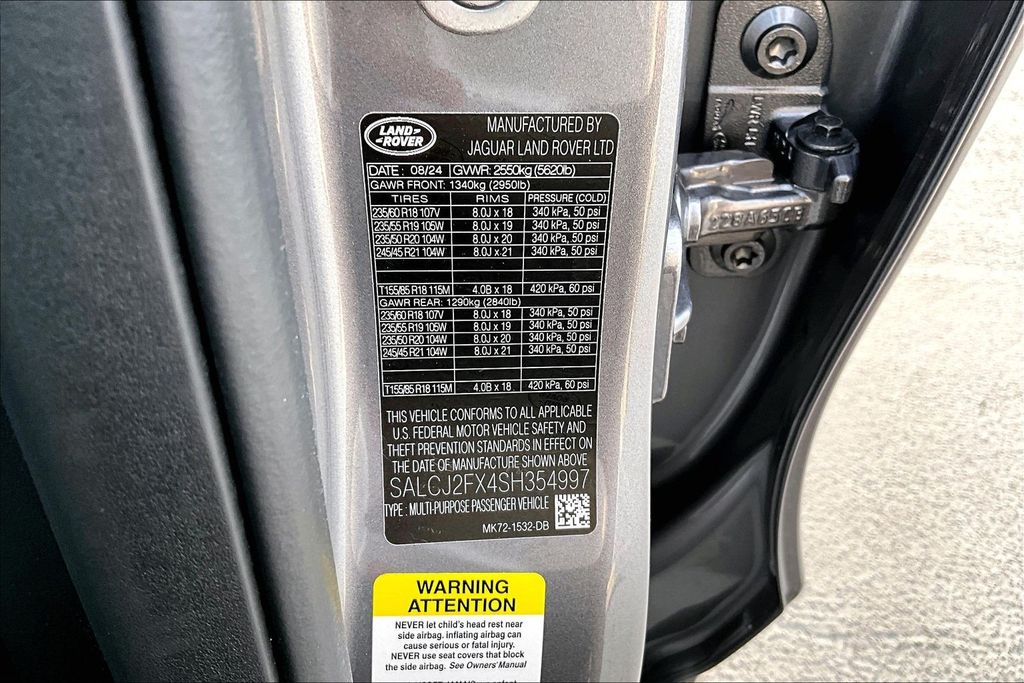 LAND-
-ROVER
MANUFACTURED BY
JAGUAR LAND ROVER LTD
DATE : 08/24 GVWR: 2550kg (5620lb)
GAWR FRONT: 1340kg (2950lb)
TIRES RIMS PRESSURE (COLD)
235/60 R18 107V 8.0J x 18 340 kPa, 50 psi
235/55 R19 105W 8.0J x 19 340 kPa, 50 psi
235/50 R20 104W 8.0J x 20 340 kPa, 50 psi
245/45 R21 104W 8.0J x 21 340 kPa, 50 psi
T155/85 R18 115M 4.0B x 18 420 kPa, 60 psi
GAWR REAR: 1290kg (2840lb)
235/60 R18 107V 8.0J x 18 340 kPa, 50 psi
235/55 R19 105W 8.0J x 19 340 kPa, 50 psi
235/50 R20 104W 8.0J x 20 340 kPa, 50 psi
245/45 R21 104W 8.0J x 21 340 kPa, 50 psi
T155/85 R18 115M 4.0B x 18 420 kPa, 60 psi
THIS VEHICLE CONFORMS TO ALL APPLICABLE
U.S. FEDERAL MOTOR VEHICLE SAFETY AND
THEFT PREVENTION STANDARDS IN EFFECT ON
THE DATE OF MANUFACTURE SHOWN ABOVE
SALCJ2FX4SH354997
TYPE : MULTI-PURPOSE PASSENGER VEHICLE
MK72-1532-DB
228A65CB
WARNING
ATTENTION
NEVER let child's head rest near
side airbag. inflating airbag can
cause serious or fatal injury.
NEVER use seat covers that block
the side airbag. See Owners' Manual